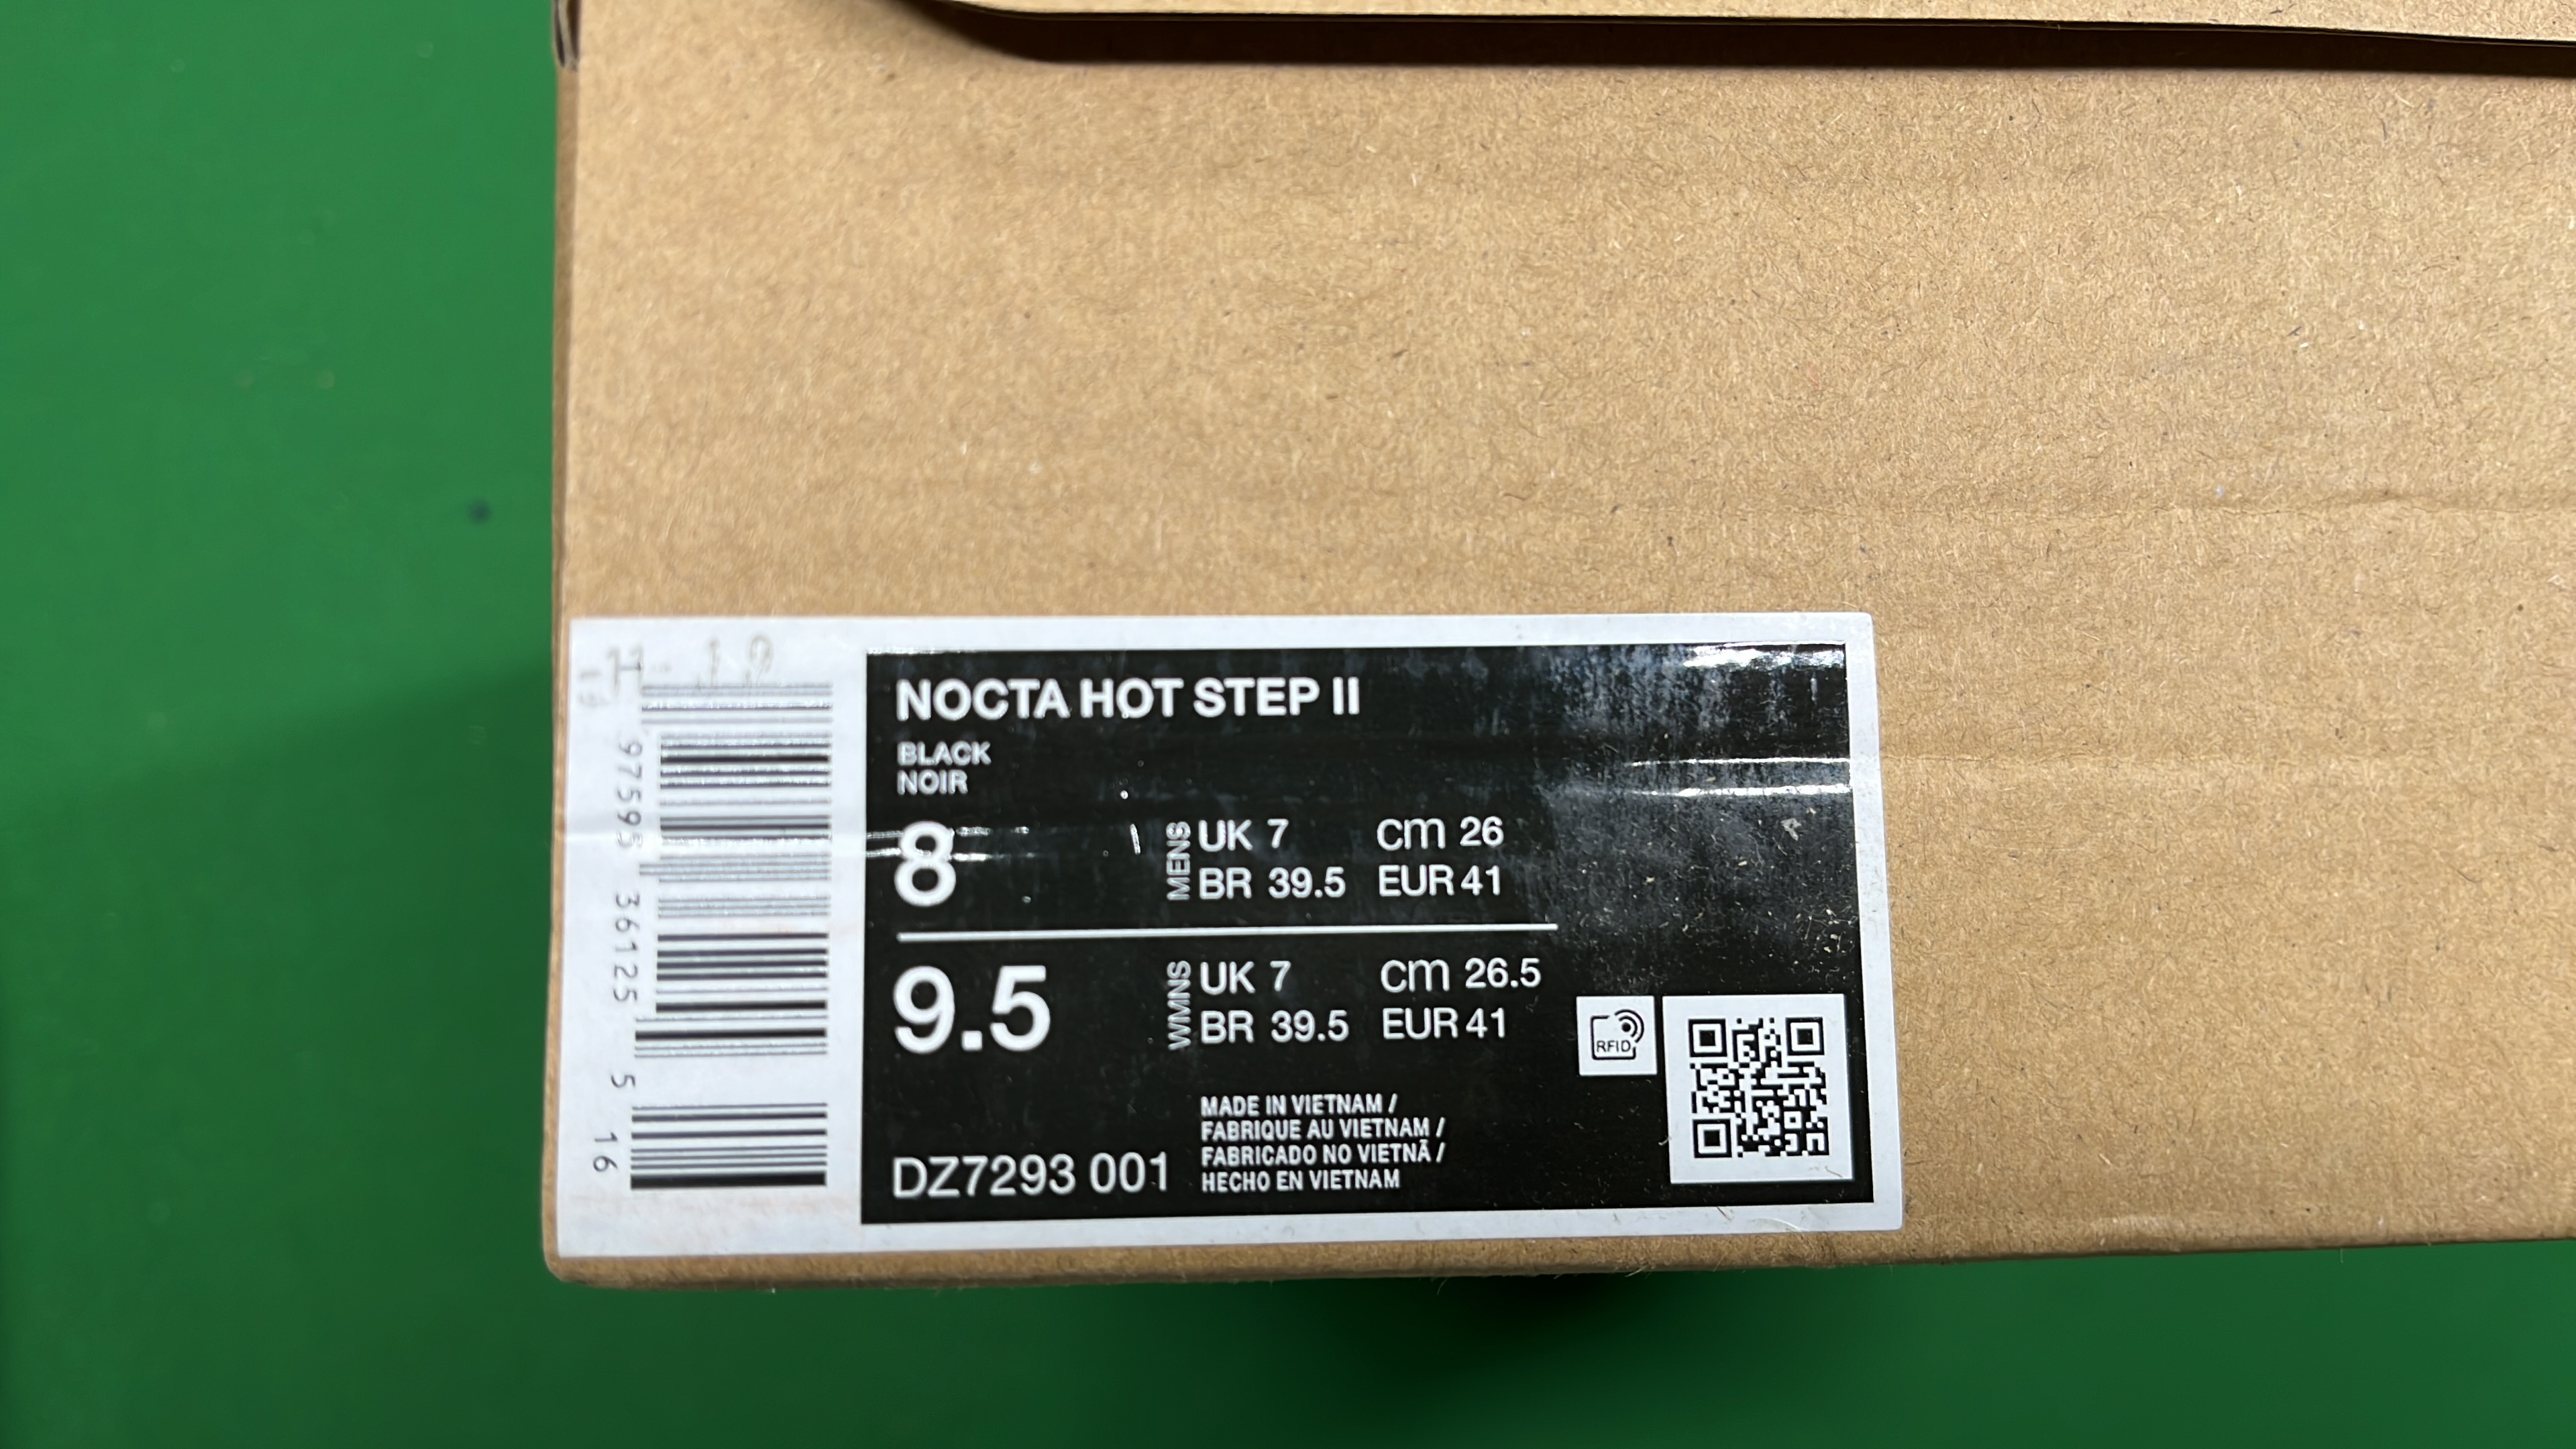 NOCTA HOT STEP II
BLACK
NOIR
8
MENS
UK 7 cm 26
BR 39.5 EUR 41
9.5
WMNS
UK 7 cm 26.5
BR 39.5 EUR 41
RFID
MADE IN VIETNAM /
FABRIQUE AU VIETNAM /
FABRICADO NO VIETNÃ /
HECHO EN VIETNAM
DZ7293 001
97595 36125 5 16